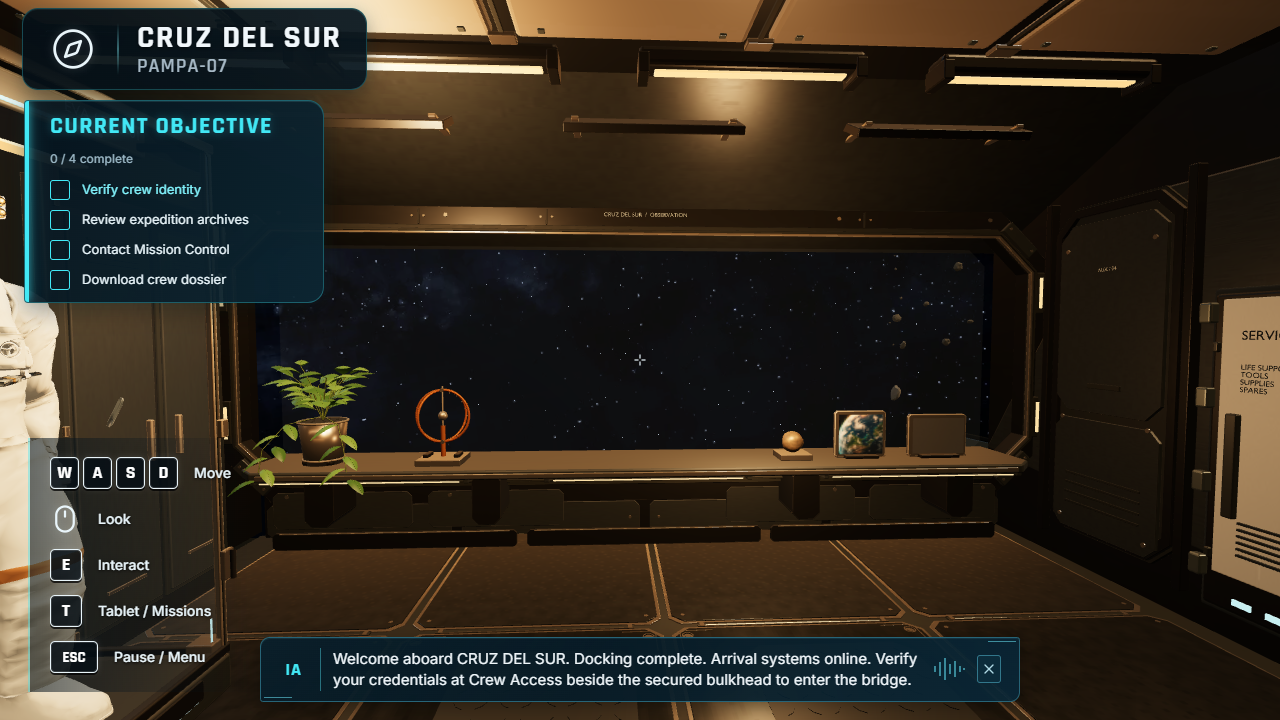 CRUZ DEL SUR
PAMPA-07
CURRENT OBJECTIVE
0 / 4 complete
Verify crew identity
Review expedition archives
Contact Mission Control
Download crew dossier
CRUZ DEL SUR / OBSERVATION
SERVI
LIFE SUPPO
TOOLS
SUPPLIES
SPARES
W A S D Move
Look
E Interact
T Tablet / Missions
ESC Pause / Menu
IA
Welcome aboard CRUZ DEL SUR. Docking complete. Arrival systems online. Verify
your credentials at Crew Access beside the secured bulkhead to enter the bridge.